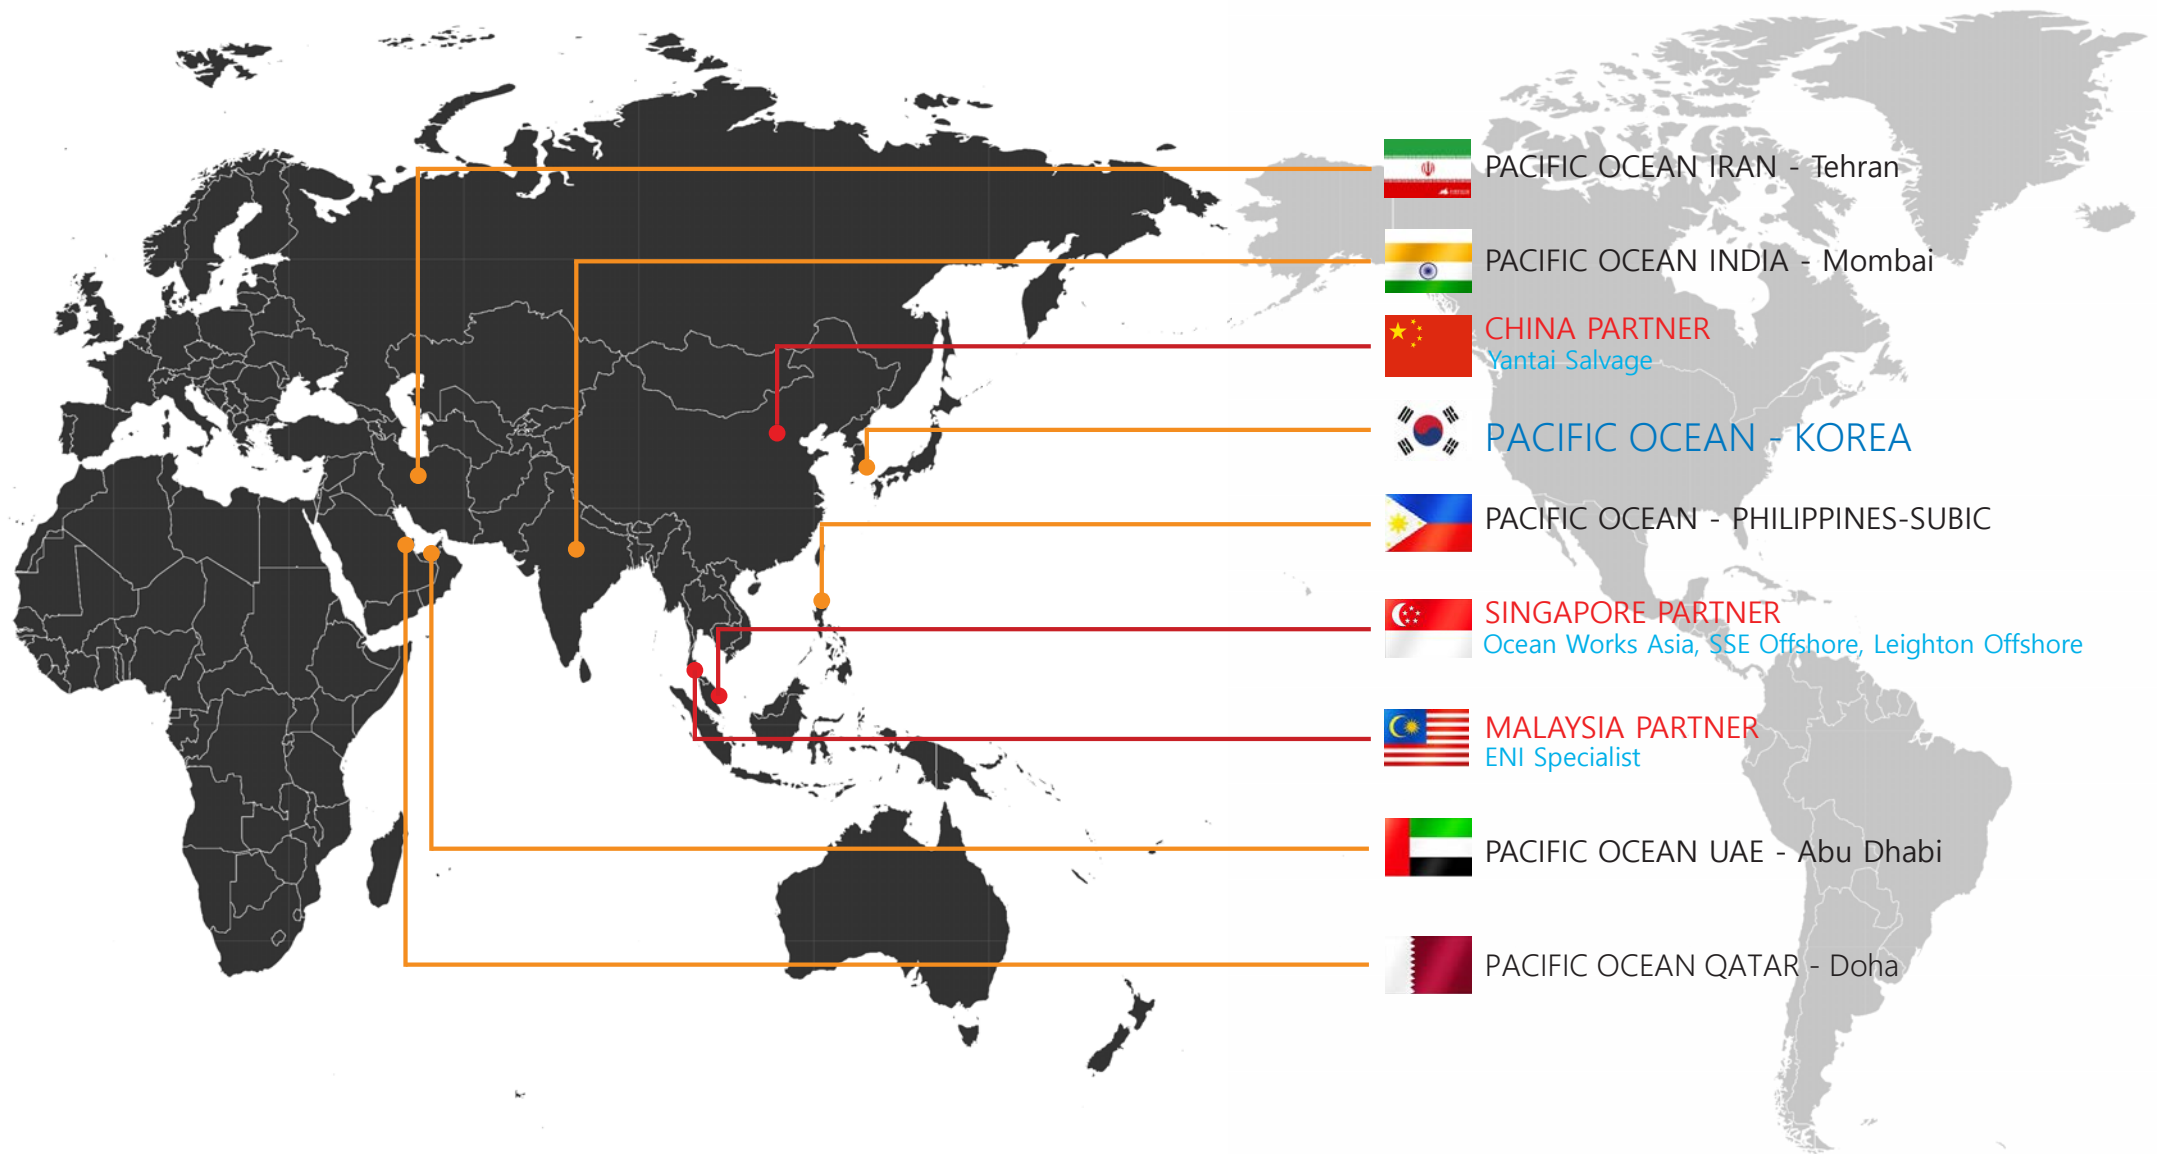 PACIFIC OCEAN IRAN - Tehran
PACIFIC OCEAN INDIA - Mombai
CHINA PARTNER
Yantai Salvage
PACIFIC OCEAN - KOREA
PACIFIC OCEAN - PHILIPPINES-SUBIC
SINGAPORE PARTNER
Ocean Works Asia, SSE Offshore, Leighton Offshore
MALAYSIA PARTNER
ENI Specialist
PACIFIC OCEAN UAE - Abu Dhabi
PACIFIC OCEAN QATAR - Doha